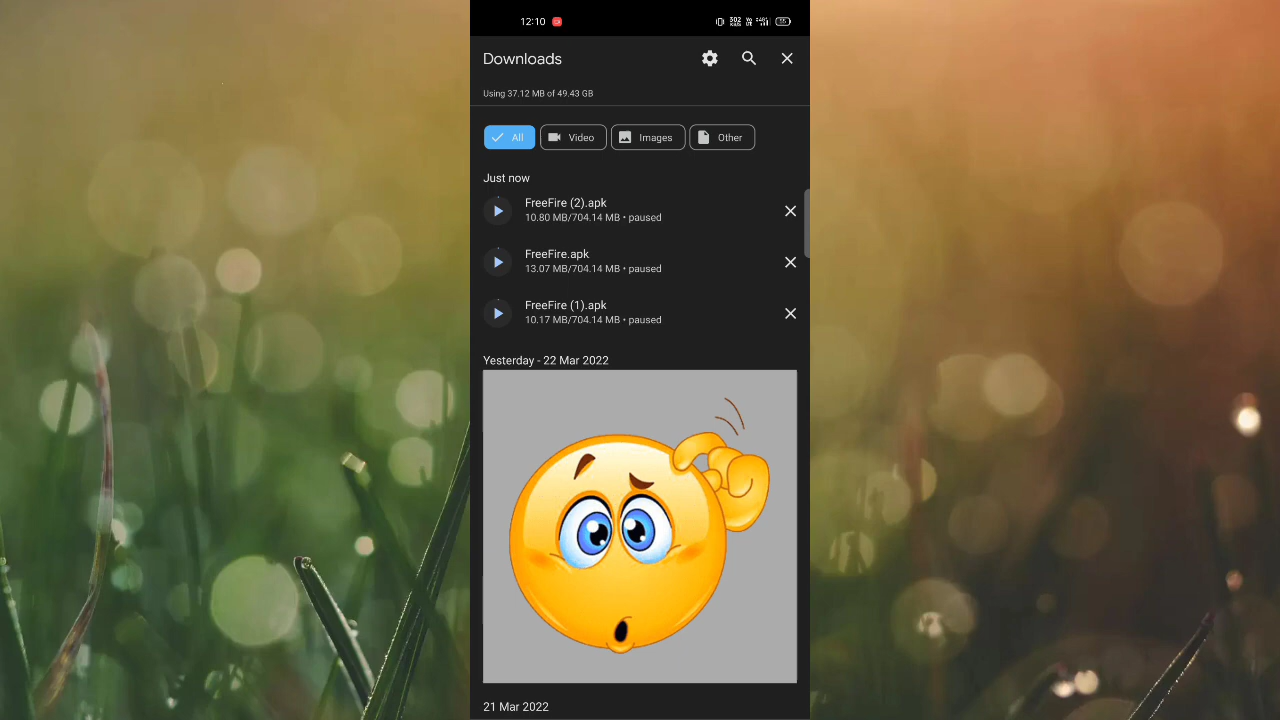 12:10
Downloads
Using 37.12 MB of 49.43 GB
All
Video
Images
Other
Just now
FreeFire (2).apk
10.80 MB/704.14 MB • paused
FreeFire.apk
13.07 MB/704.14 MB • paused
FreeFire (1).apk
10.17 MB/704.14 MB • paused
Yesterday - 22 Mar 2022
21 Mar 2022